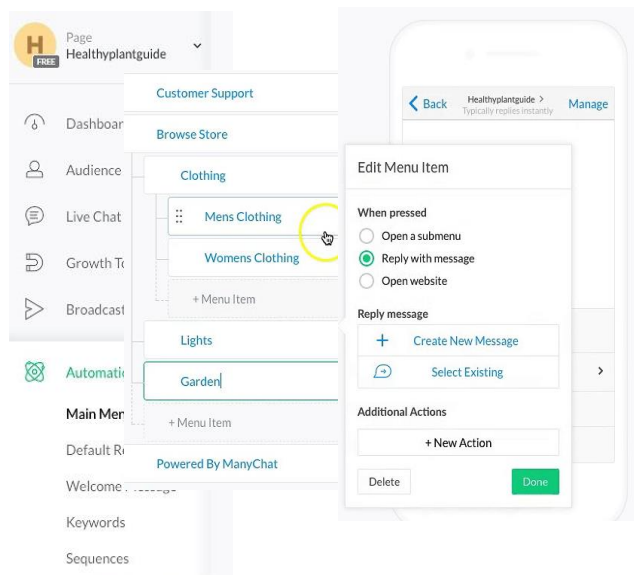 H
FREE
Page
Healthyplantguide
Dashboar
Audience
Live Chat
Growth To
Broadcast
Automatic
Main Men
Default R
Welcome
Keywords
Sequences
Customer Support
Browse Store
Clothing
Mens Clothing
Womens Clothing
+ Menu Item
Lights
Garden
+ Menu Item
Powered By ManyChat
Back
Healthyplantguide >
Typically replies instantly
Manage
Edit Menu Item
When pressed
Open a submenu
Reply with message
Open website
Reply message
+ Create New Message
Select Existing
Additional Actions
+ New Action
Delete
Done